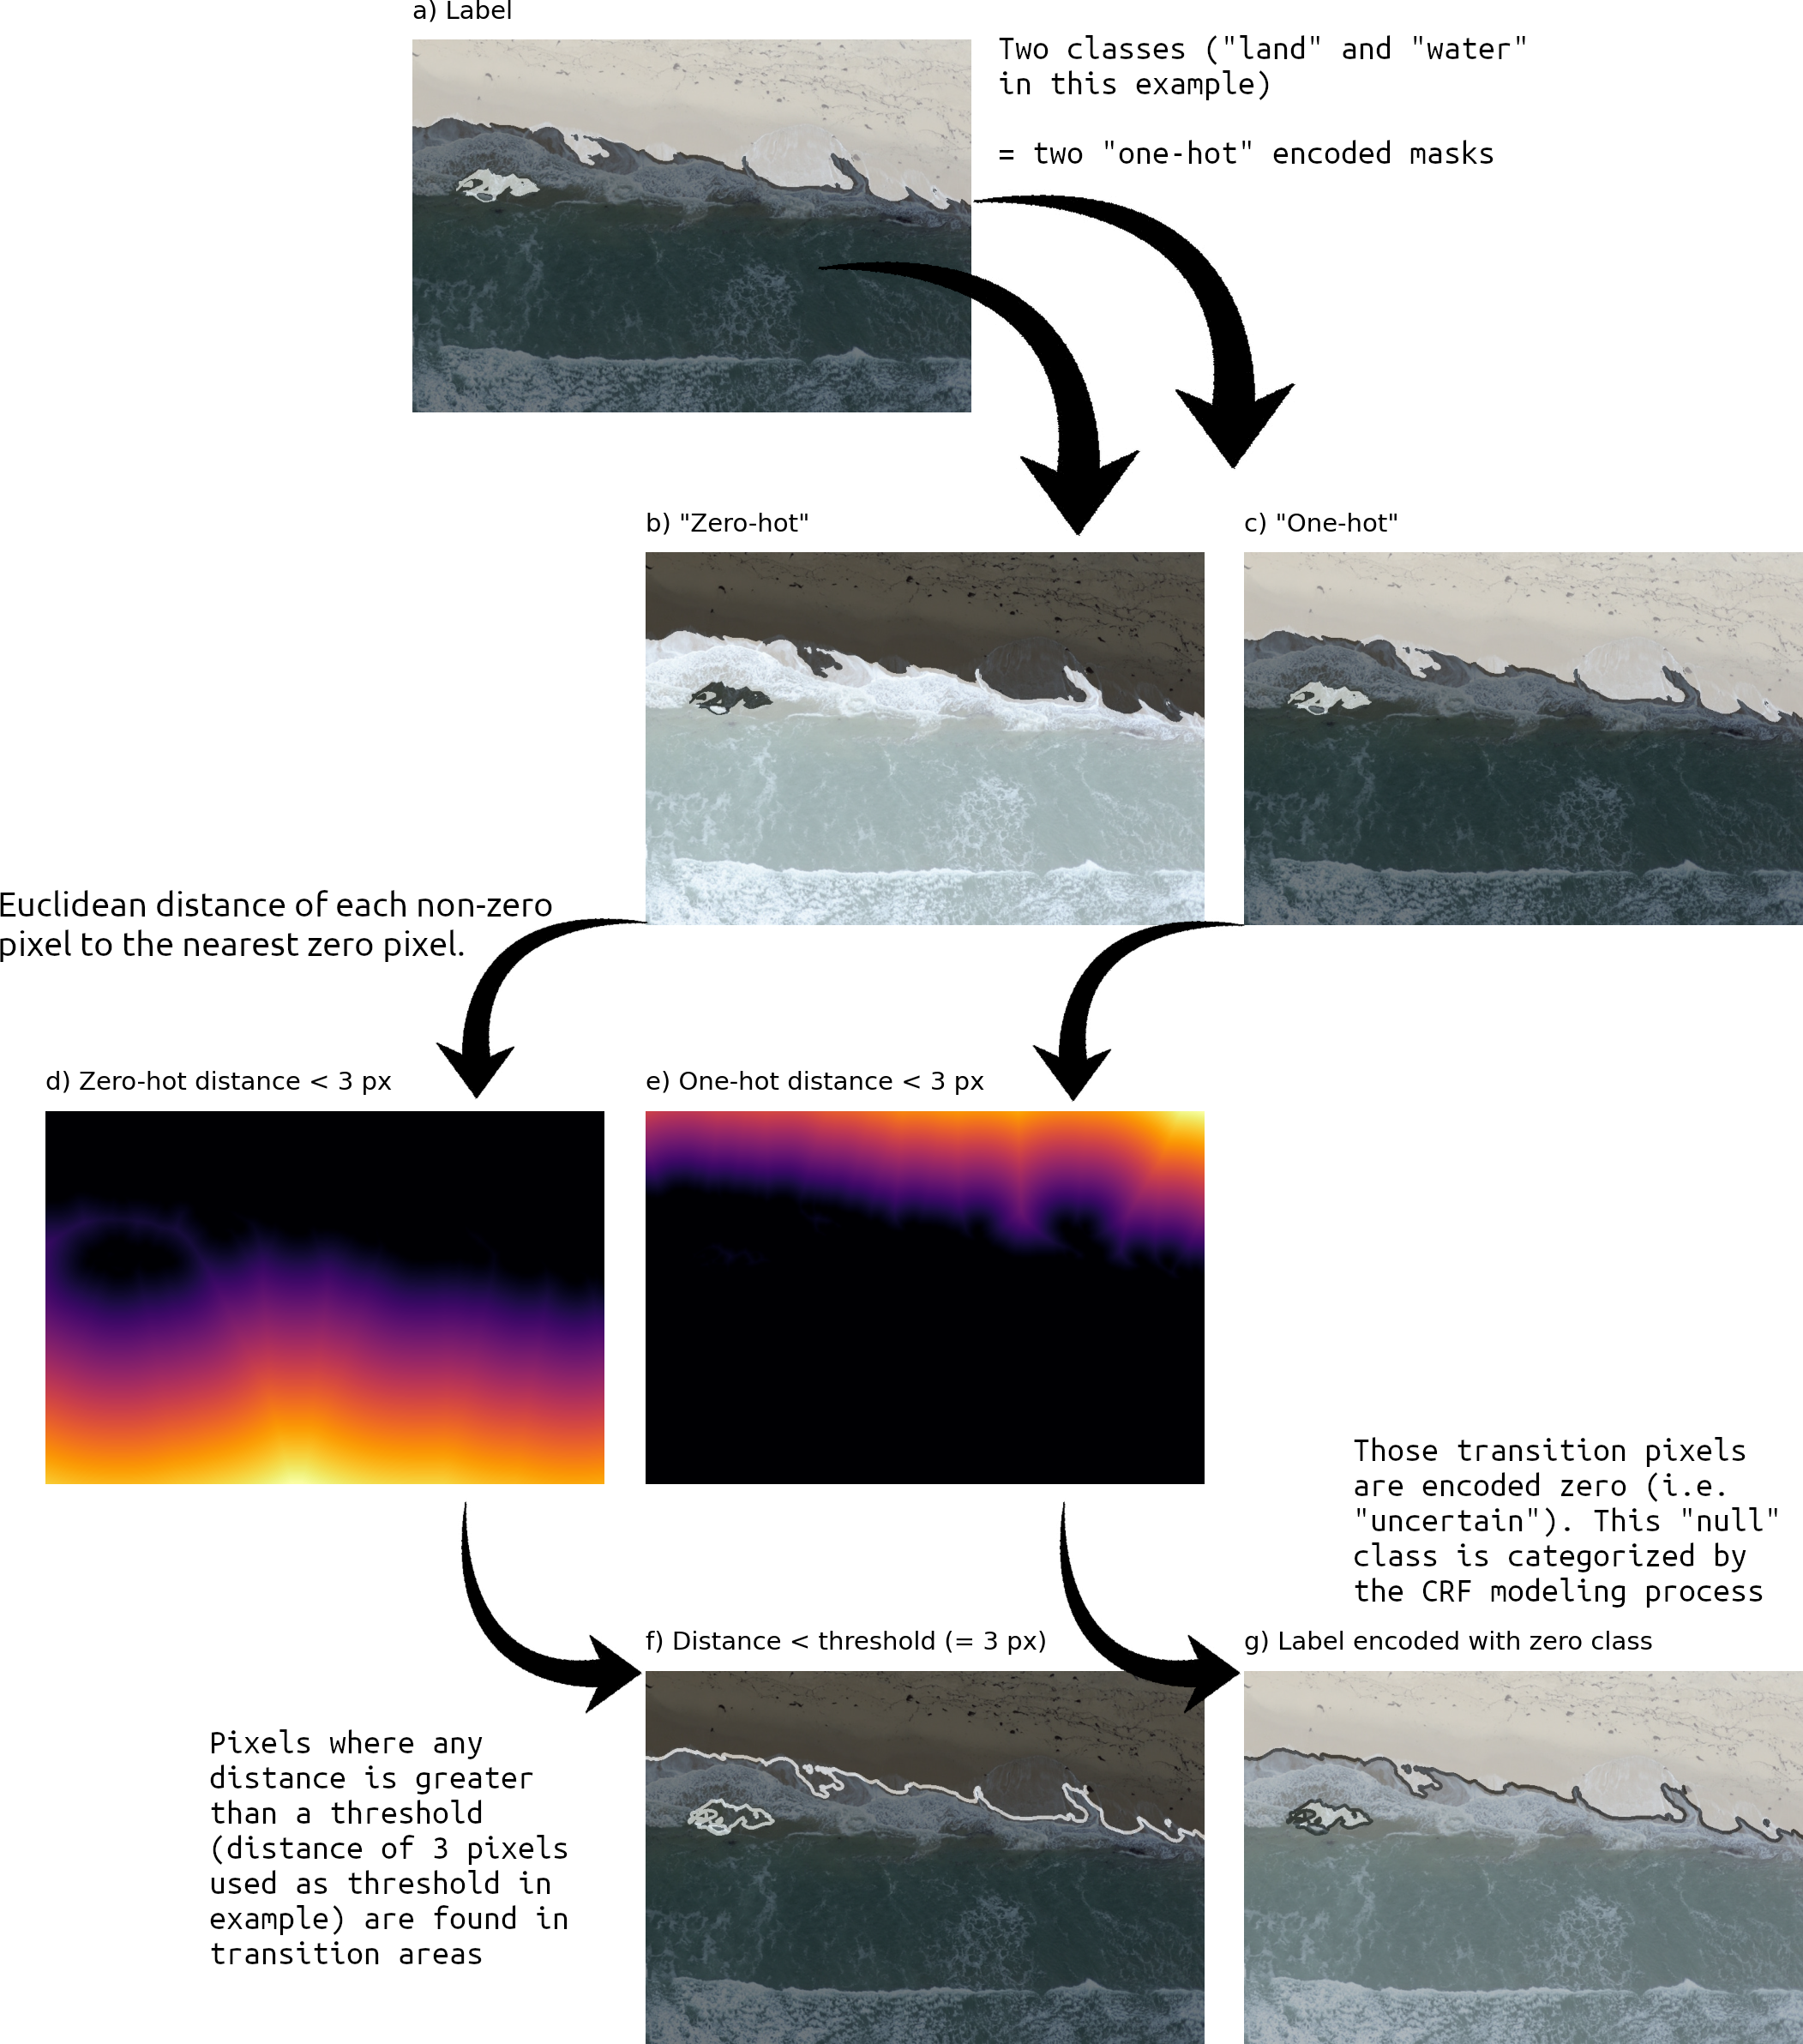 a) Label
Two classes ("land" and "water"
in this example)
= two "one-hot" encoded masks
b) "Zero-hot"
c) "One-hot"
Euclidean distance of each non-zero
pixel to the nearest zero pixel.
d) Zero-hot distance < 3 px
e) One-hot distance < 3 px
Those transition pixels
are encoded zero (i.e.
"uncertain"). This "null"
class is categorized by
the CRF modeling process
f) Distance < threshold (= 3 px)
g) Label encoded with zero class
Pixels where any
distance is greater
than a threshold
(distance of 3 pixels
used as threshold in
example) are found in
transition areas